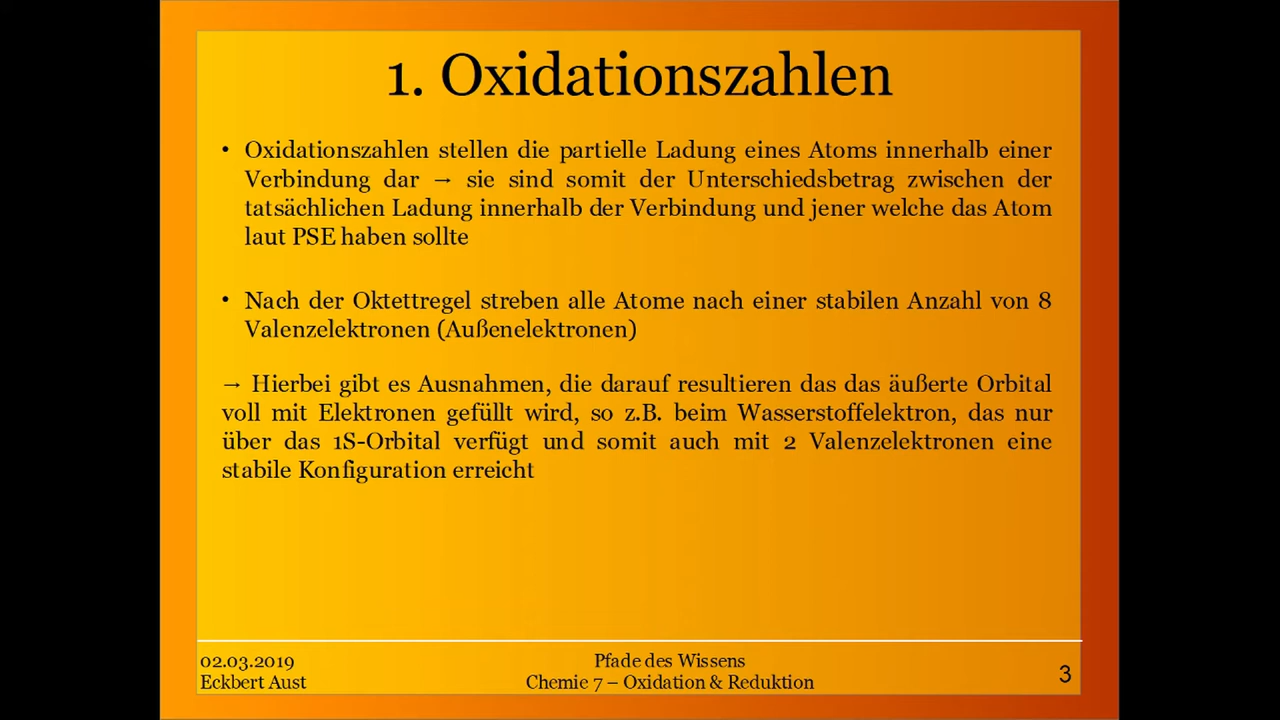 1. Oxidationszahlen
• Oxidationszahlen stellen die partielle Ladung eines Atoms innerhalb einer
Verbindung dar → sie sind somit der Unterschiedsbetrag zwischen der
tatsächlichen Ladung innerhalb der Verbindung und jener welche das Atom
laut PSE haben sollte
• Nach der Oktettregel streben alle Atome nach einer stabilen Anzahl von 8
Valenzelektronen (Außenelektronen)
→ Hierbei gibt es Ausnahmen, die darauf resultieren das das äußerte Orbital
voll mit Elektronen gefüllt wird, so z.B. beim Wasserstoffelektron, das nur
über das 1S-Orbital verfügt und somit auch mit 2 Valenzelektronen eine
stabile Konfiguration erreicht
02.03.2019
Eckbert Aust
Pfade des Wissens
Chemie 7 – Oxidation & Reduktion
3